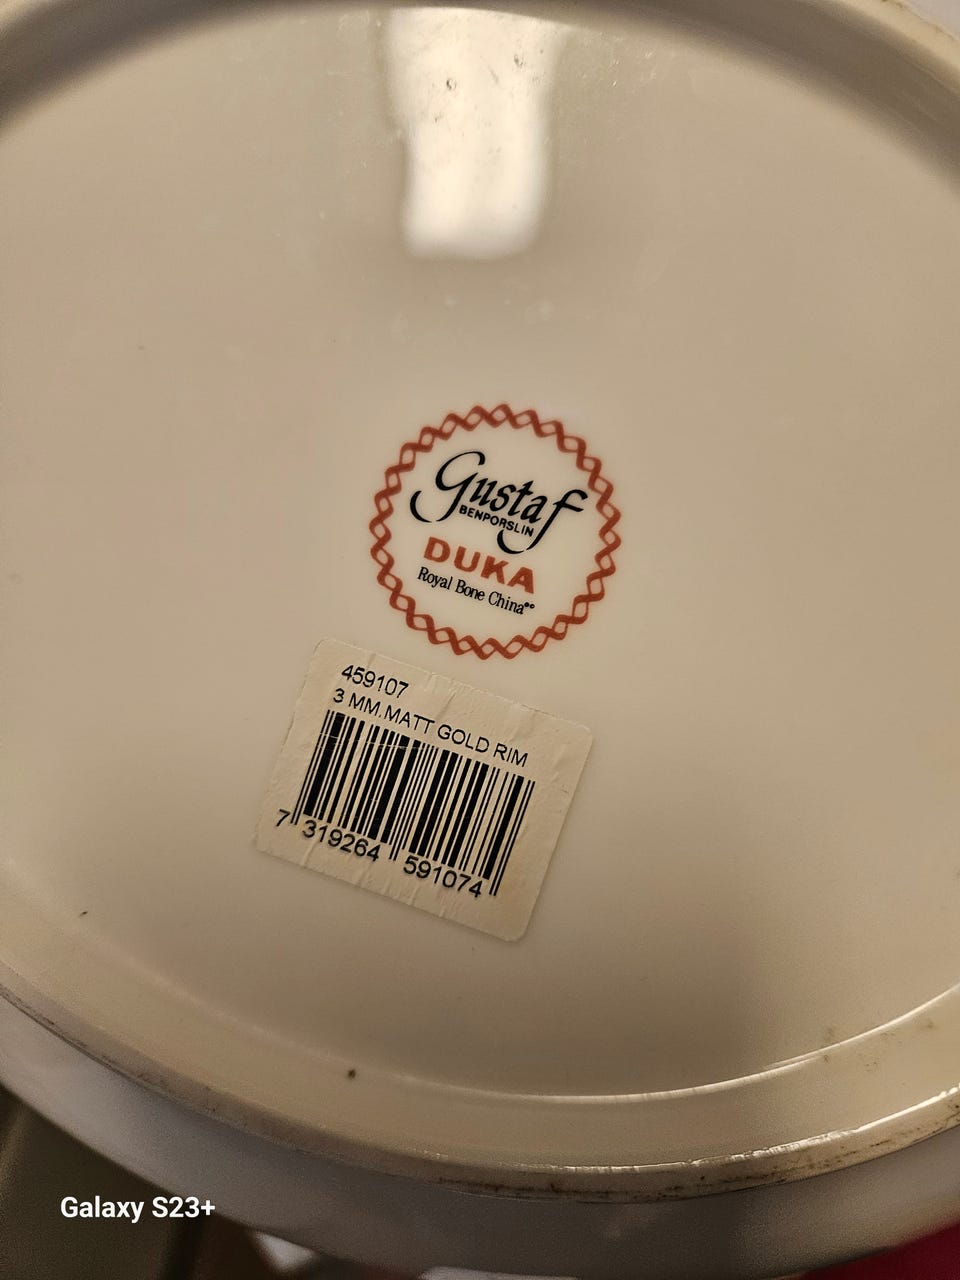 Gustaf
BENPORSLIN
DUKA
Royal Bone China
459107
3 MM.MATT GOLD RIM
7 319264 591074
Galaxy S23+